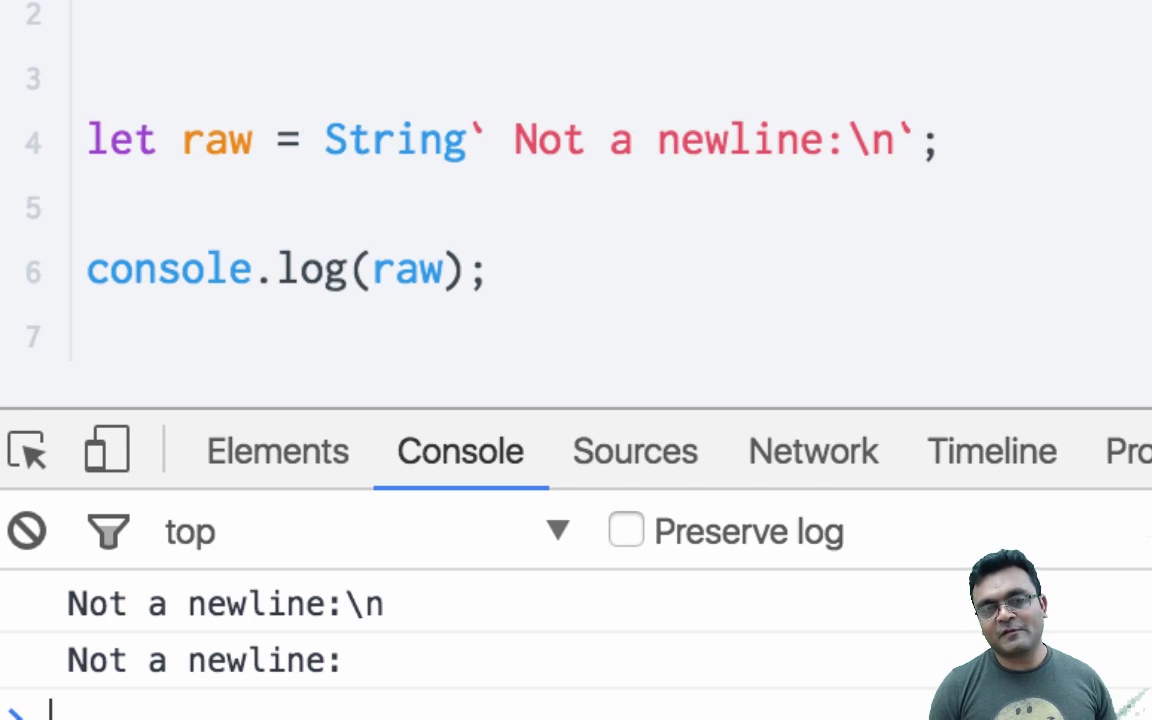 2
3
4 let raw = String` Not a newline:\n`;
5
6 console.log(raw);
7
Elements Console Sources Network Timeline Pro
top Preserve log
Not a newline:\n
Not a newline: